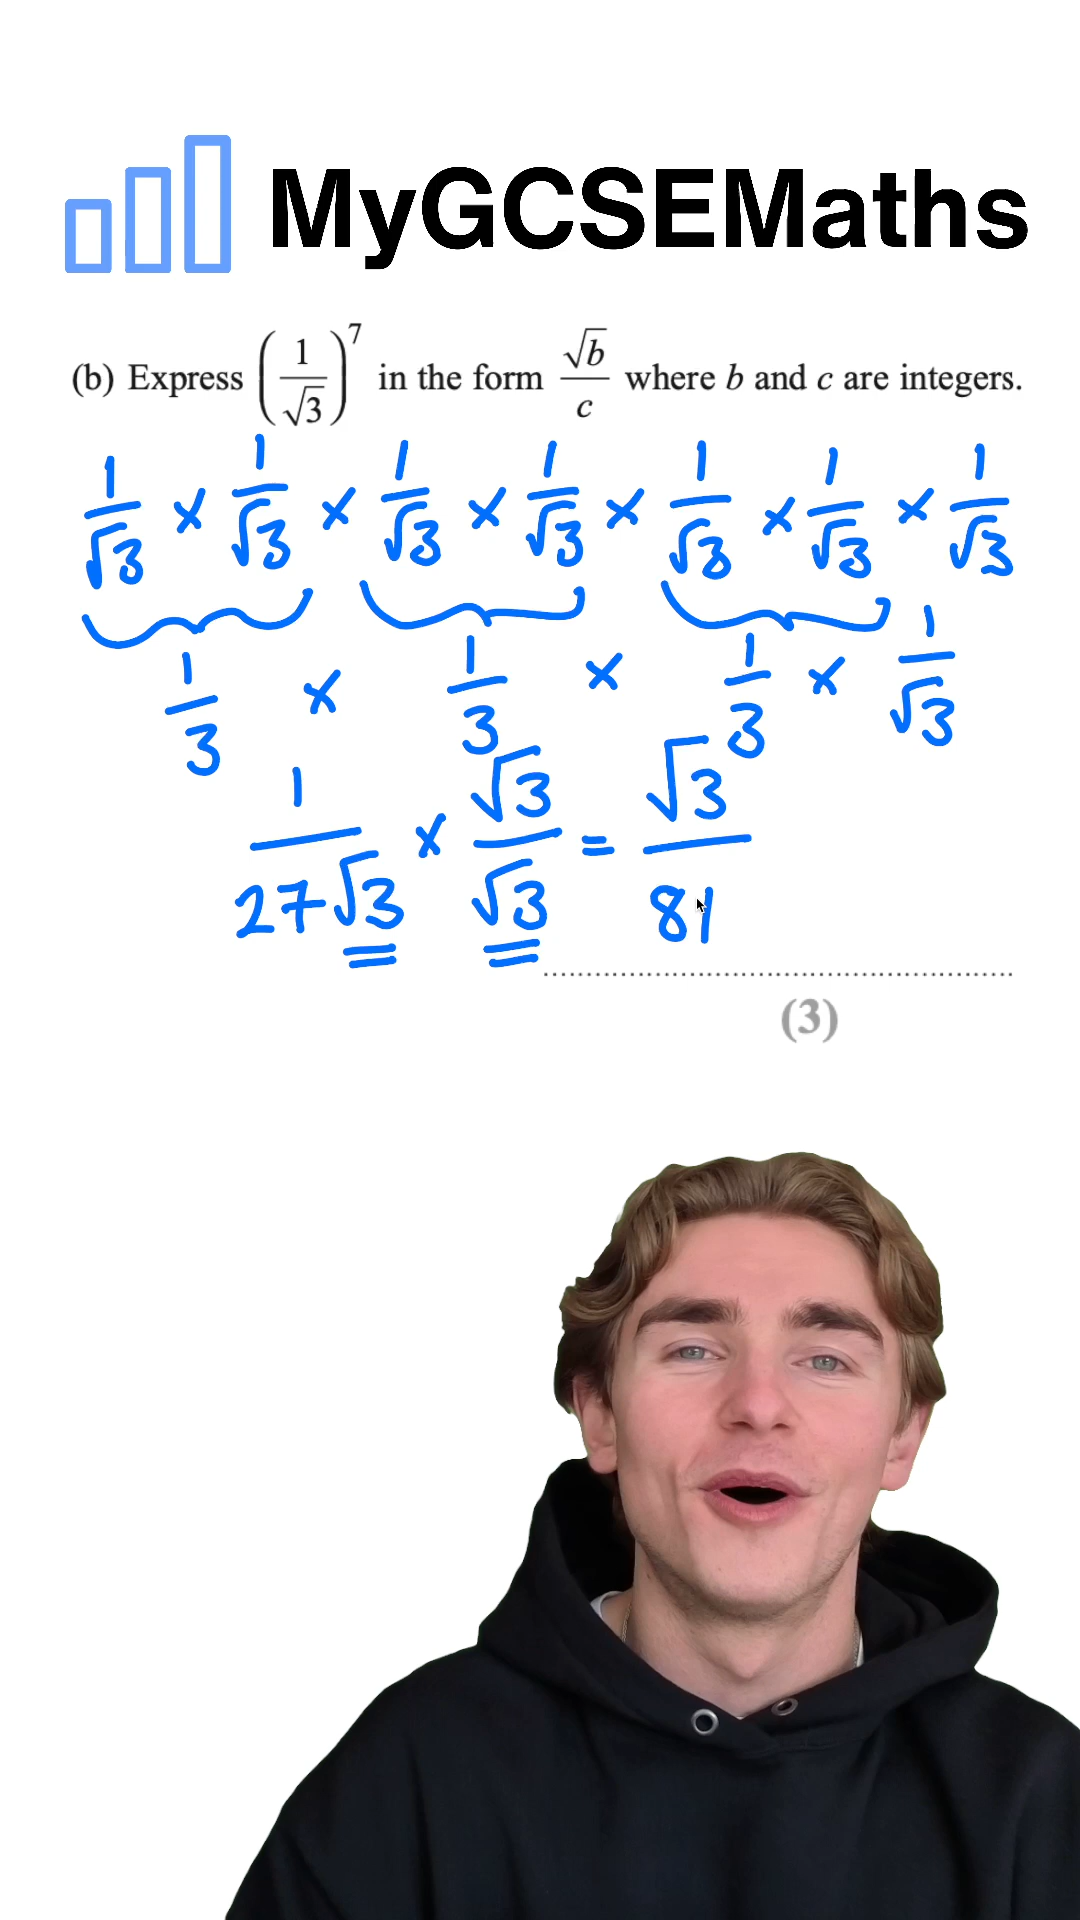 MyGCSEMaths
(b) Express (1/√3)^7 in the form √b/c where b and c are integers.
1/√3 × 1/√3 × 1/√3 × 1/√3 × 1/√3 × 1/√3 × 1/√3
1/3 × 1/3 × 1/3 × 1/√3
1/27√3 × √3/√3 = √3/81
(3)